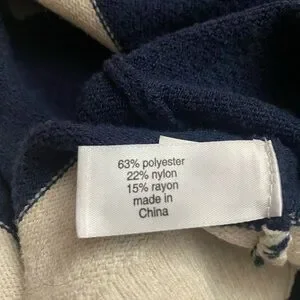 63% polyester
22% nylon
15% rayon
made in
China